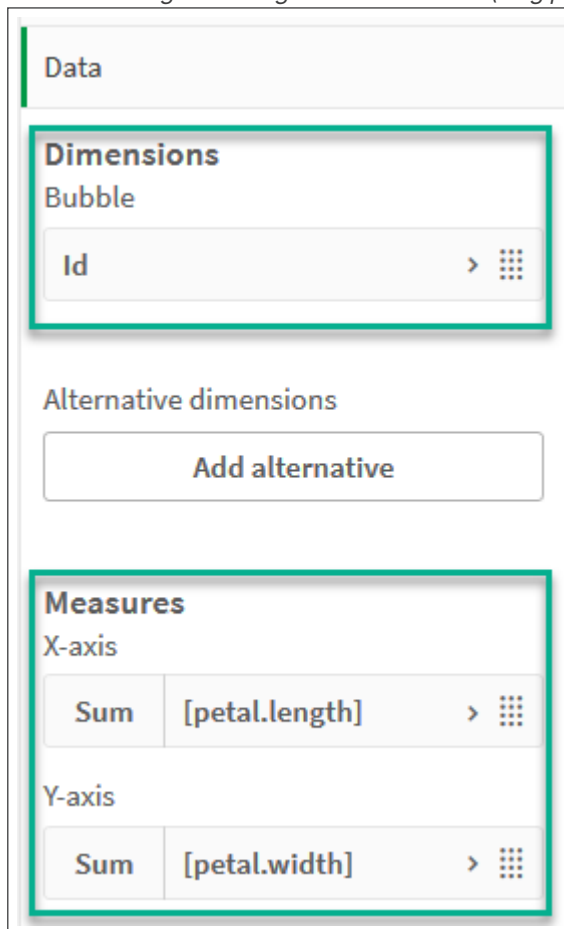 Data
Dimensions
Bubble
Id
Alternative dimensions
Add alternative
Measures
X-axis
Sum [petal.length]
Y-axis
Sum [petal.width]